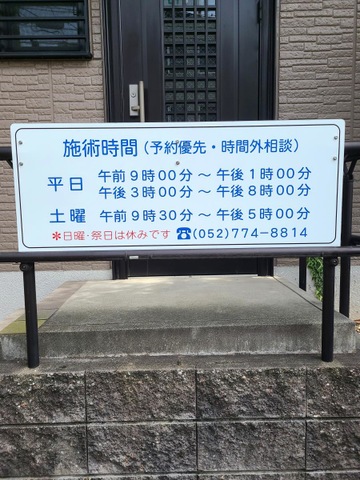 施術時間(予約優先・時間外相談)
平日 午前9時00分～午後1時00分
午後3時00分～午後8時00分
土曜 午前9時30分～午後5時00分
*日曜・祭日は休みです ☎(052)774-8814